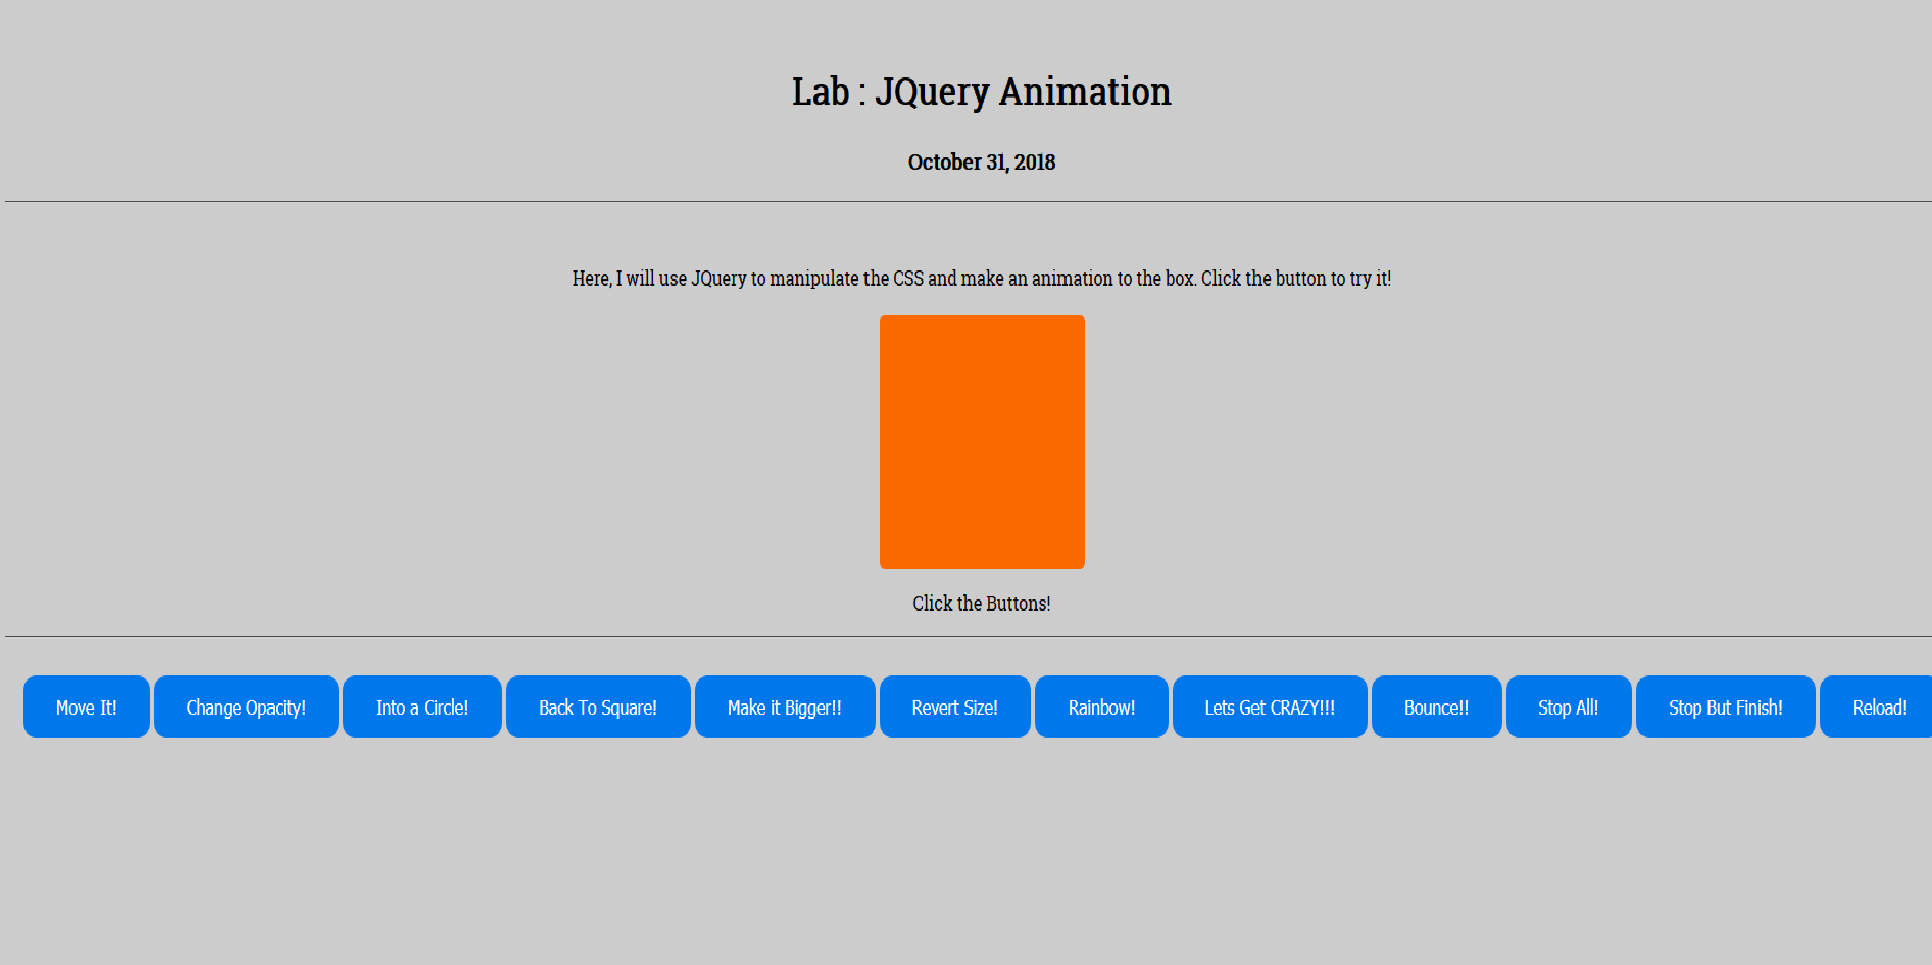 Lab : JQuery Animation
October 31, 2018
Here, I will use JQuery to manipulate the CSS and make an animation to the box. Click the button to try it!
Click the Buttons!
Move It! Change Opacity! Into a Circle! Back To Square! Make it Bigger!! Revert Size! Rainbow! Lets Get CRAZY!!! Bounce!! Stop All! Stop But Finish! Reload!